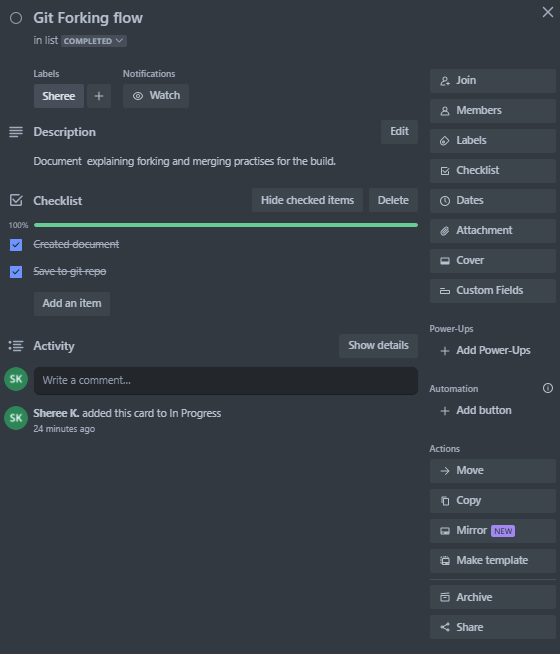 Git Forking flow
in list COMPLETED
Labels
Notifications
Sheree
Watch
Description
Edit
Document explaining forking and merging practises for the build.
Checklist
Hide checked items
Delete
100%
Created document
Save to git repo
Add an item
Activity
Show details
SK
Write a comment...
SK
Sheree K. added this card to In Progress
24 minutes ago
Join
Members
Labels
Checklist
Dates
Attachment
Cover
Custom Fields
Power-Ups
Add Power-Ups
Automation
Add button
Actions
Move
Copy
Mirror NEW
Make template
Archive
Share